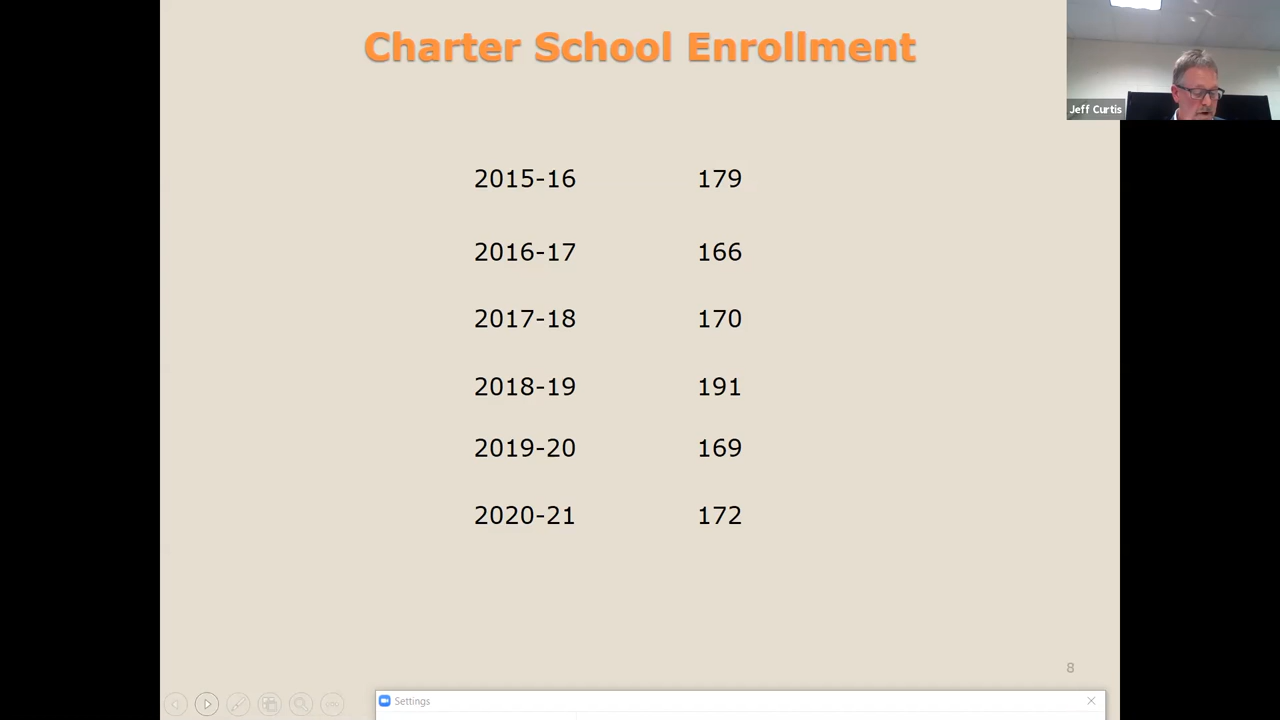 Charter School Enrollment
Jeff Curtis
2015-16 179
2016-17 166
2017-18 170
2018-19 191
2019-20 169
2020-21 172
8
Settings